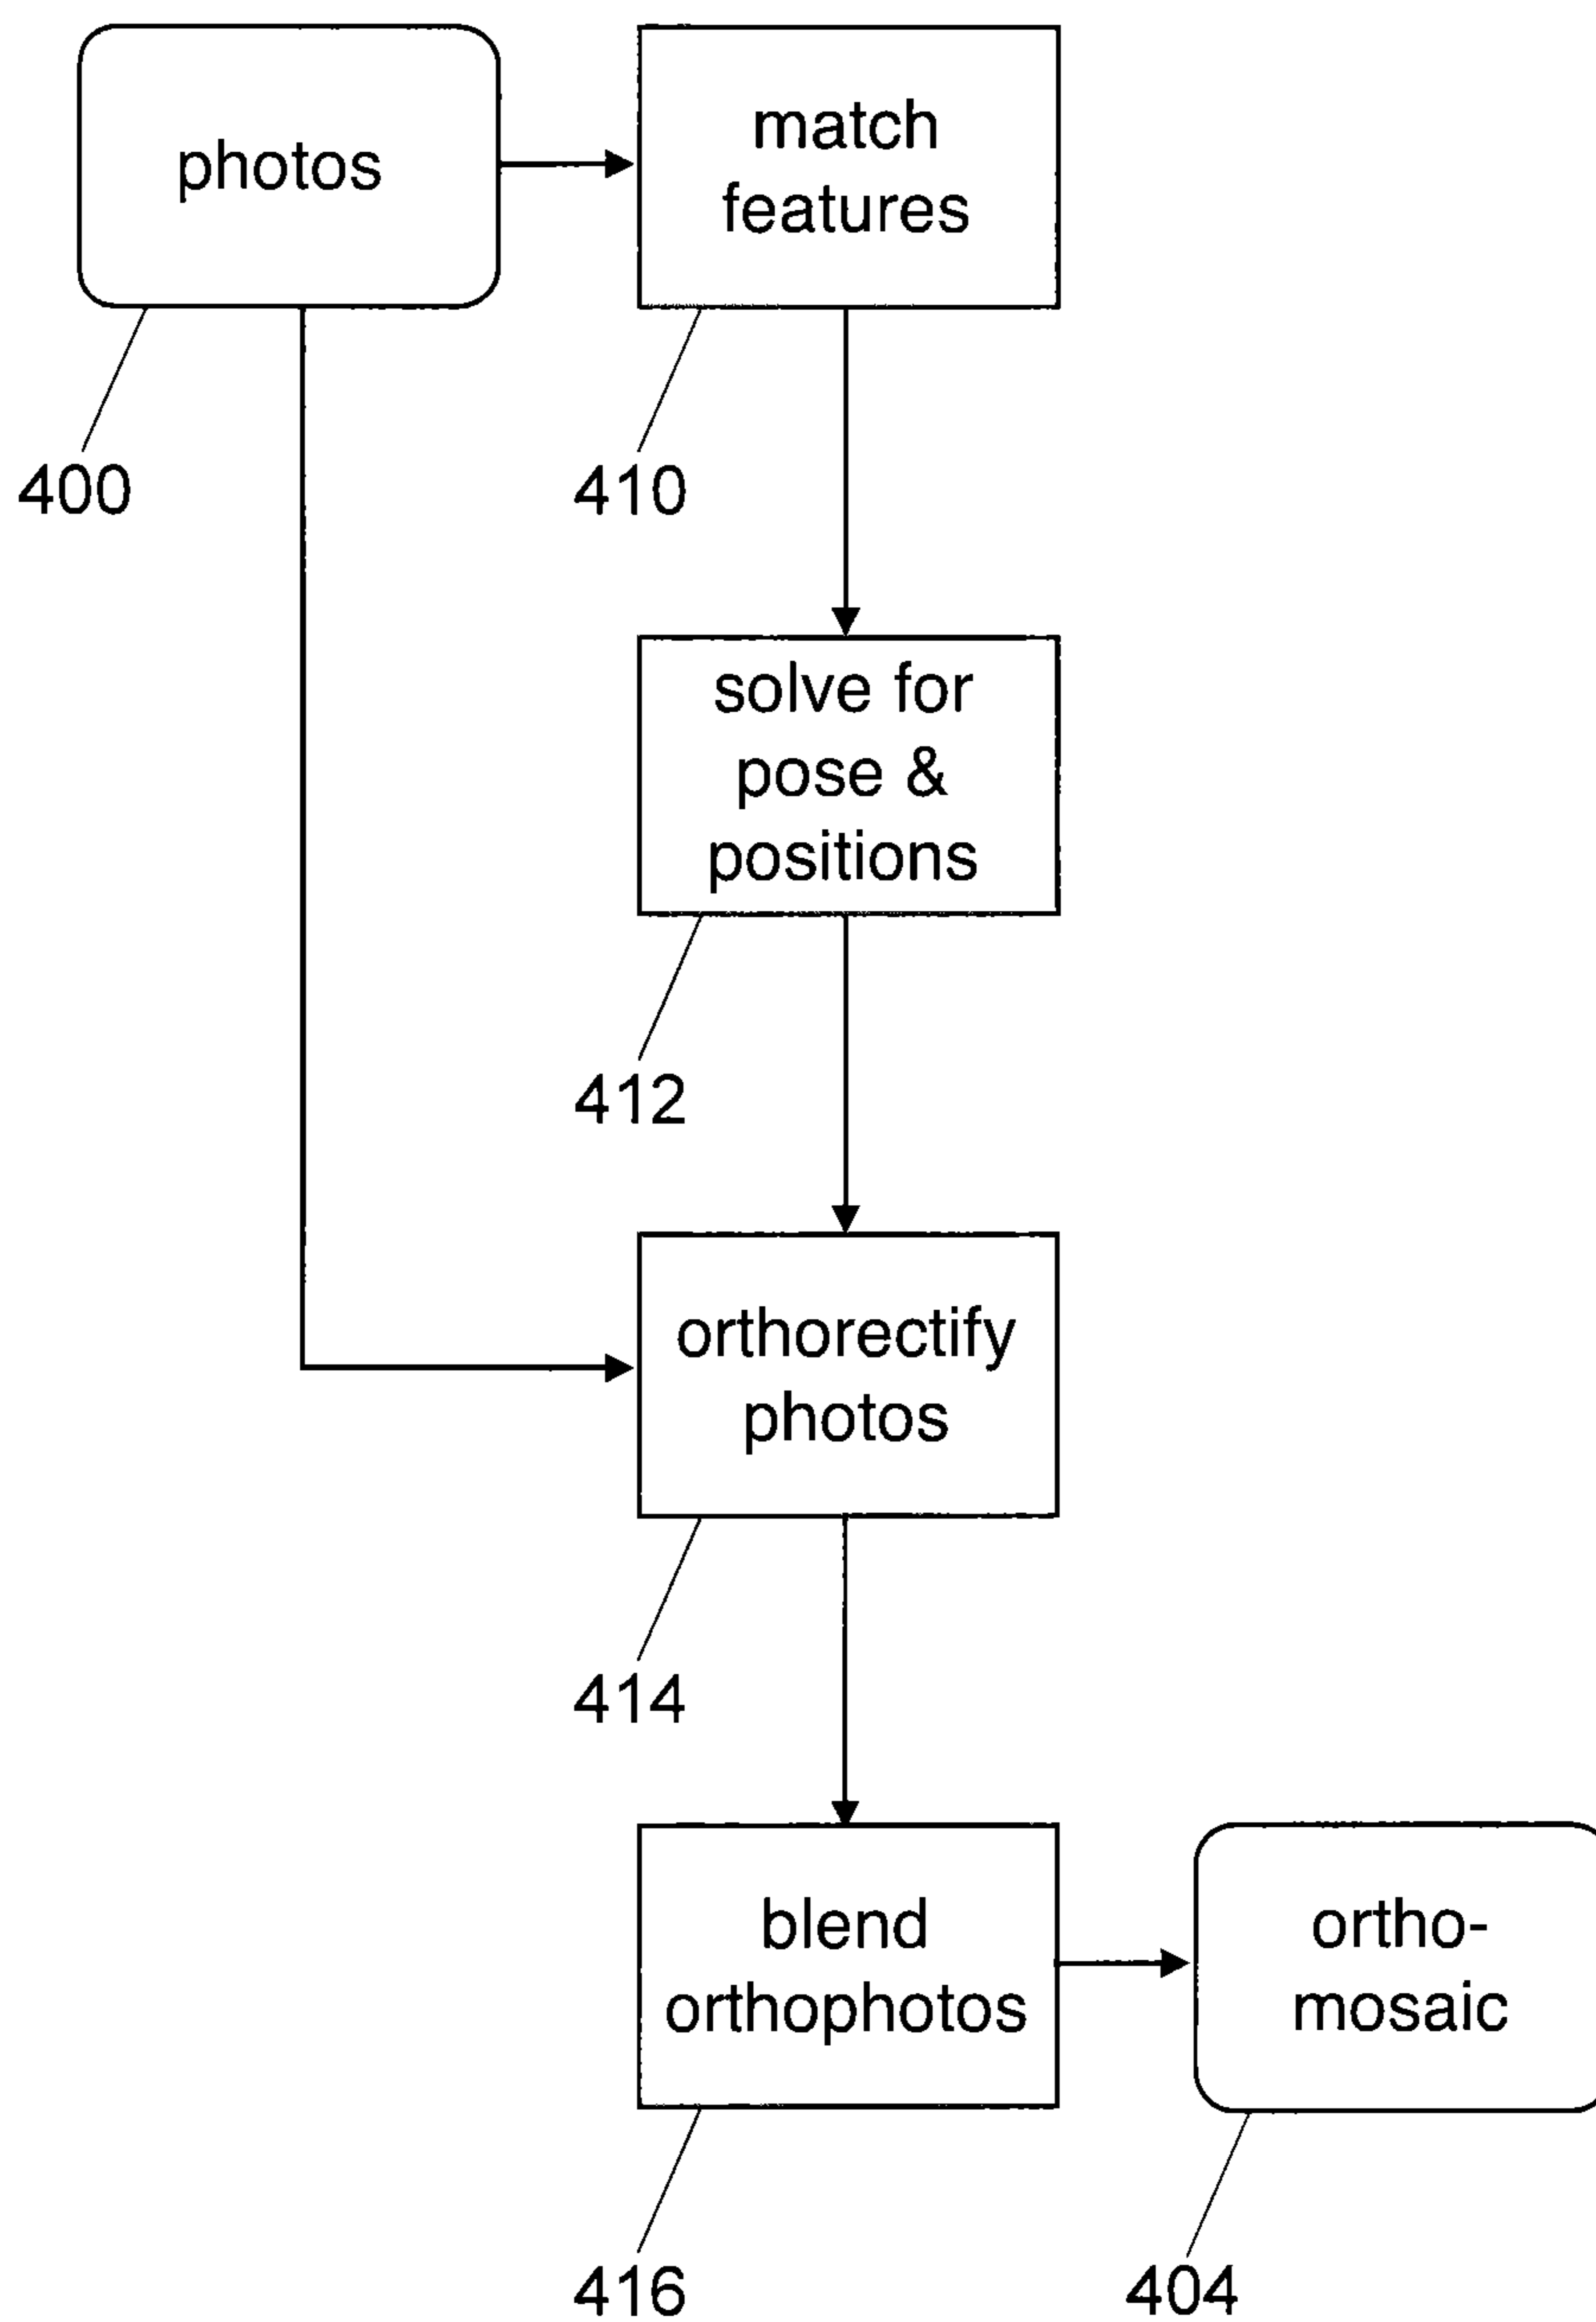 photos
match
features
400
410
solve for
pose &
positions
412
orthorectify
photos
414
blend
orthophotos
ortho-
mosaic
416
404